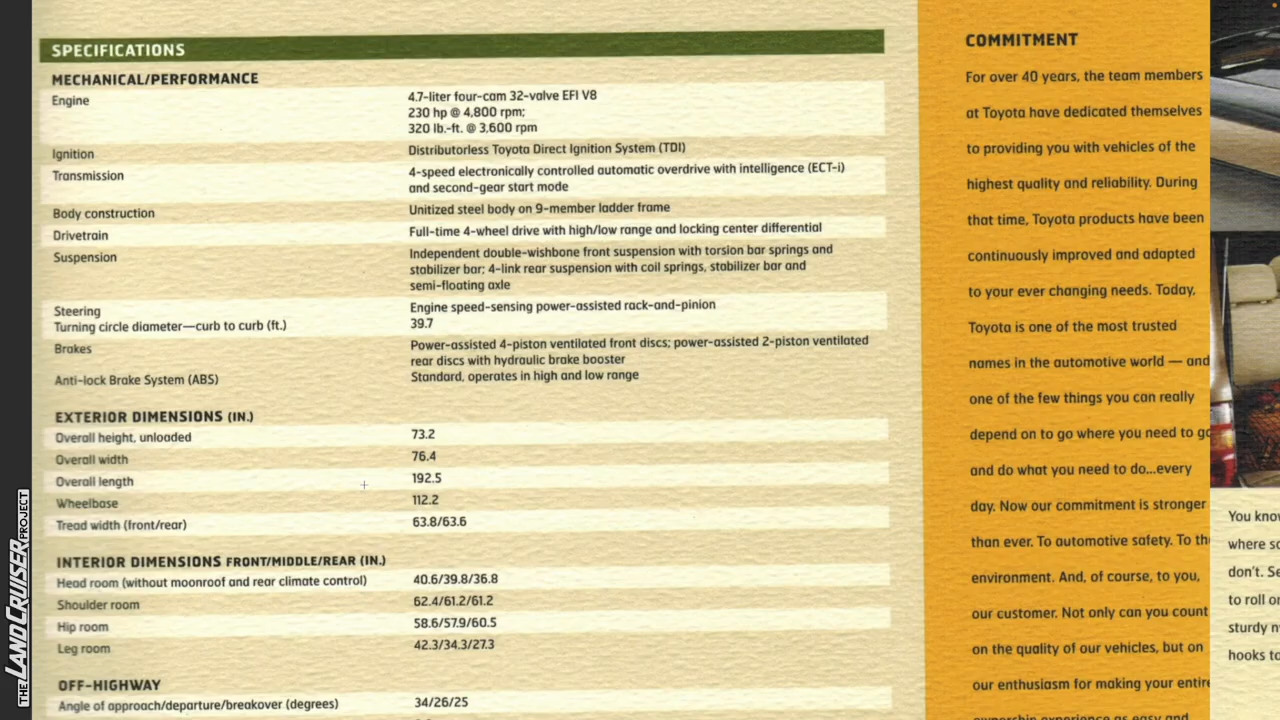 SPECIFICATIONS
MECHANICAL/PERFORMANCE
Engine 4.7-liter four-cam 32-valve EFI V8
230 hp @ 4,800 rpm;
320 lb.-ft. @ 3,600 rpm
Ignition Distributorless Toyota Direct Ignition System (TDI)
Transmission 4-speed electronically controlled automatic overdrive with intelligence (ECT-i)
and second-gear start mode
Body construction Unitized steel body on 9-member ladder frame
Drivetrain Full-time 4-wheel drive with high/low range and locking center differential
Suspension Independent double-wishbone front suspension with torsion bar springs and
stabilizer bar; 4-link rear suspension with coil springs, stabilizer bar and
semi-floating axle
Steering Engine speed-sensing power-assisted rack-and-pinion
Turning circle diameter—curb to curb (ft.) 39.7
Brakes Power-assisted 4-piston ventilated front discs; power-assisted 2-piston ventilated
rear discs with hydraulic brake booster
Anti-lock Brake System (ABS) Standard, operates in high and low range
EXTERIOR DIMENSIONS (IN.)
Overall height, unloaded 73.2
Overall width 76.4
Overall length 192.5
Wheelbase 112.2
Tread width (front/rear) 63.8/63.6
INTERIOR DIMENSIONS FRONT/MIDDLE/REAR (IN.)
Head room (without moonroof and rear climate control) 40.6/39.8/36.8
Shoulder room 62.4/61.2/61.2
Hip room 58.6/57.9/60.5
Leg room 42.3/34.3/27.3
OFF-HIGHWAY
Angle of approach/departure/breakover (degrees) 34/26/25
COMMITMENT
For over 40 years, the team members
at Toyota have dedicated themselves
to providing you with vehicles of the
highest quality and reliability. During
that time, Toyota products have been
continuously improved and adapted
to your ever changing needs. Today,
Toyota is one of the most trusted
names in the automotive world — and
one of the few things you can really
depend on to go where you need to go
and do what you need to do...every
day. Now our commitment is stronger
than ever. To automotive safety. To th
environment. And, of course, to you,
our customer. Not only can you count
on the quality of our vehicles, but on
our enthusiasm for making your entire
ownership experience as easy and
You know
where so
don't. Se
to roll or
sturdy
hooks to
THE LAND CRUISER PROJECT